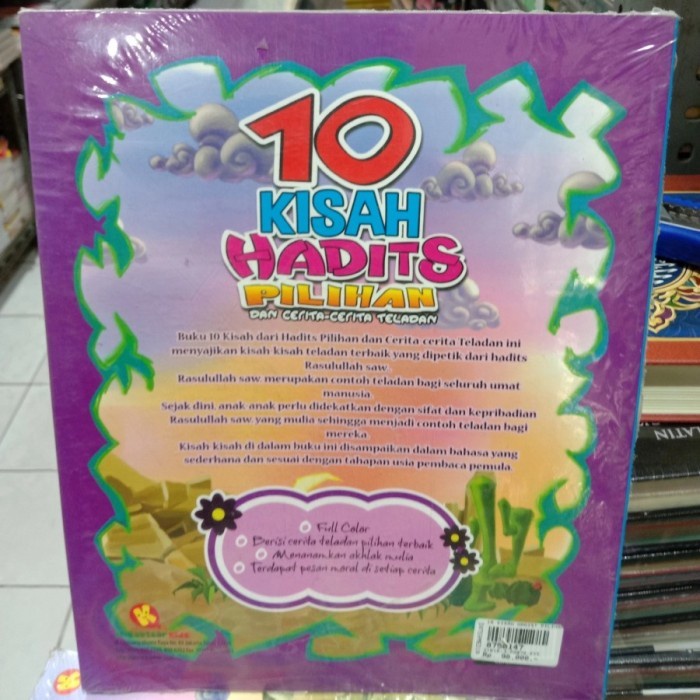 10
KISAH
HADITS
PILIHAN
DAN CERITA-CERITA TELADAN
Buku 10 Kisah dari Hadits Pilihan dan Cerita cerita Teladan ini
menyajikan kisah kisah teladan terbaik yang dipetik dari hadits
Rasulullah saw.
Rasulullah saw. merupakan contoh teladan bagi seluruh umat
manusia.
Sejak dini, anak anak perlu didekatkan dengan sifat dan kepribadian
Rasulullah saw yang mulia sehingga menjadi contoh teladan bagi
mereka.
Kisah kisah di dalam buku ini disampaikan dalam bahasa yang
sederhana dan sesuai dengan tahapan usia pembaca pemula.
Full Color
Berisi cerita teladan pilihan terbaik
Menanamkan akhlak mulia
Terdapat pesan moral di setiap cerita
0750147
Rp.
LATIN